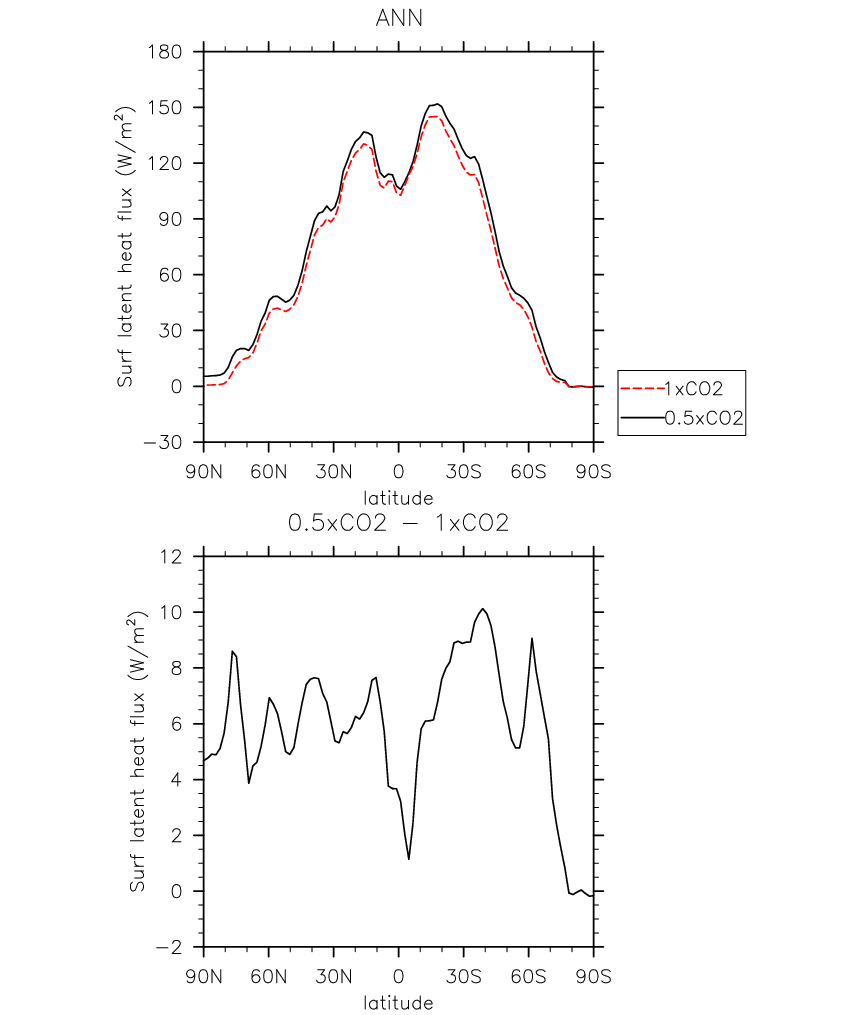 ANN
Surf latent heat flux (W/m²)
180
150
120
90
60
30
0
−30
90N 60N 30N 0 30S 60S 90S
latitude
1xCO2
0.5xCO2
0.5xCO2 − 1xCO2
Surf latent heat flux (W/m²)
12
10
8
6
4
2
0
−2
90N 60N 30N 0 30S 60S 90S
latitude